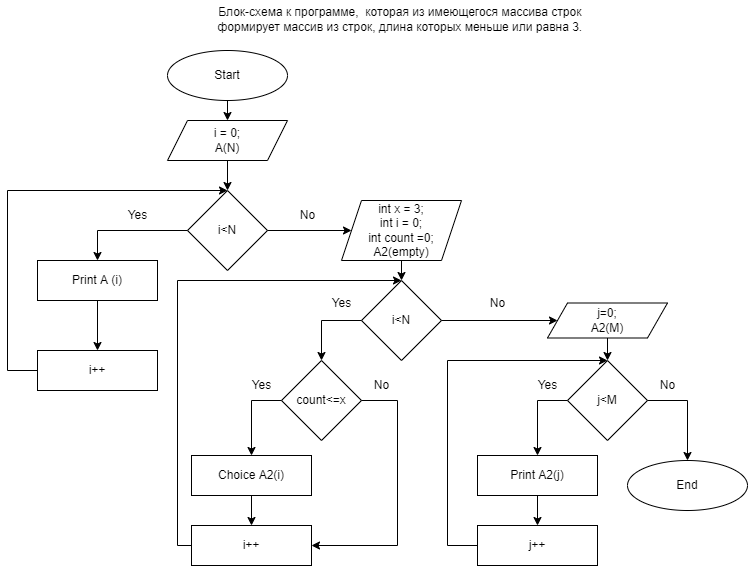 Блок-схема к программе, которая из имеющегося массива строк
формирует массив из строк, длина которых меньше или равна 3.
Start
i = 0;
A(N)
i<N
Yes
No
Print A (i)
i++
int x = 3;
int i = 0;
int count =0;
A2(empty)
i<N
Yes
No
count<=x
Yes
No
Choice A2(i)
i++
j=0;
A2(M)
j<M
Yes
No
Print A2(j)
j++
End